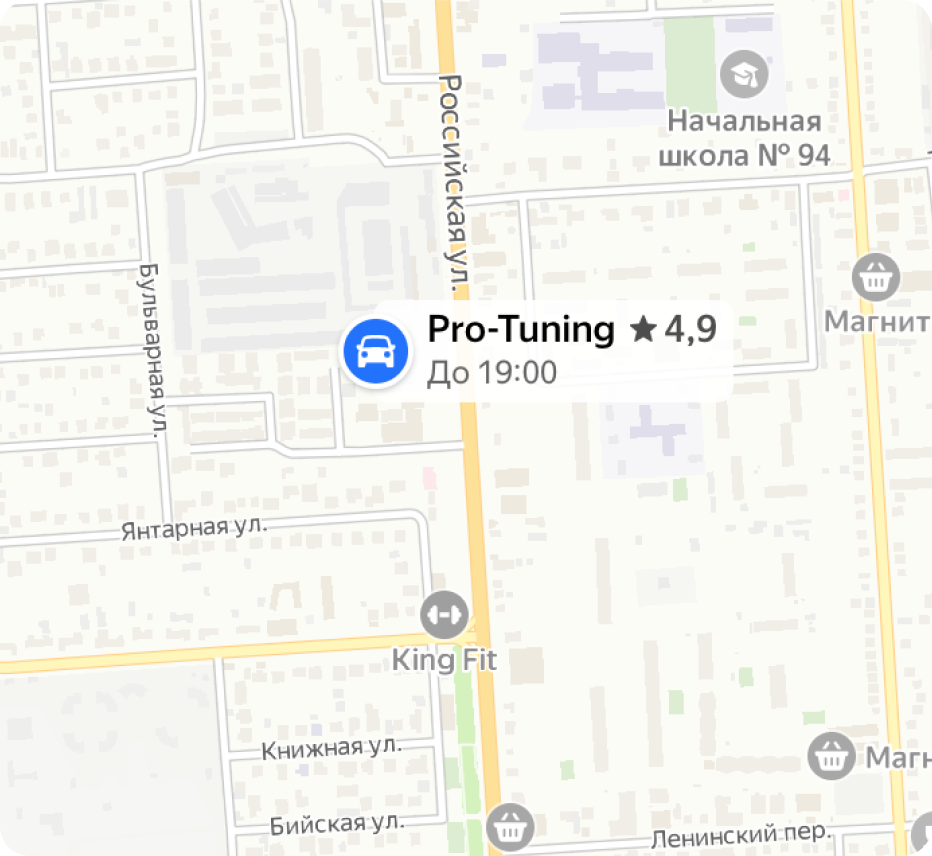 Российская ул.
Начальная
школа № 94
Бульварная ул.
Магнит
Pro-Tuning ★ 4,9
До 19:00
Янтарная ул.
King Fit
Книжная ул.
Магн
Бийская ул.
Ленинский пер.